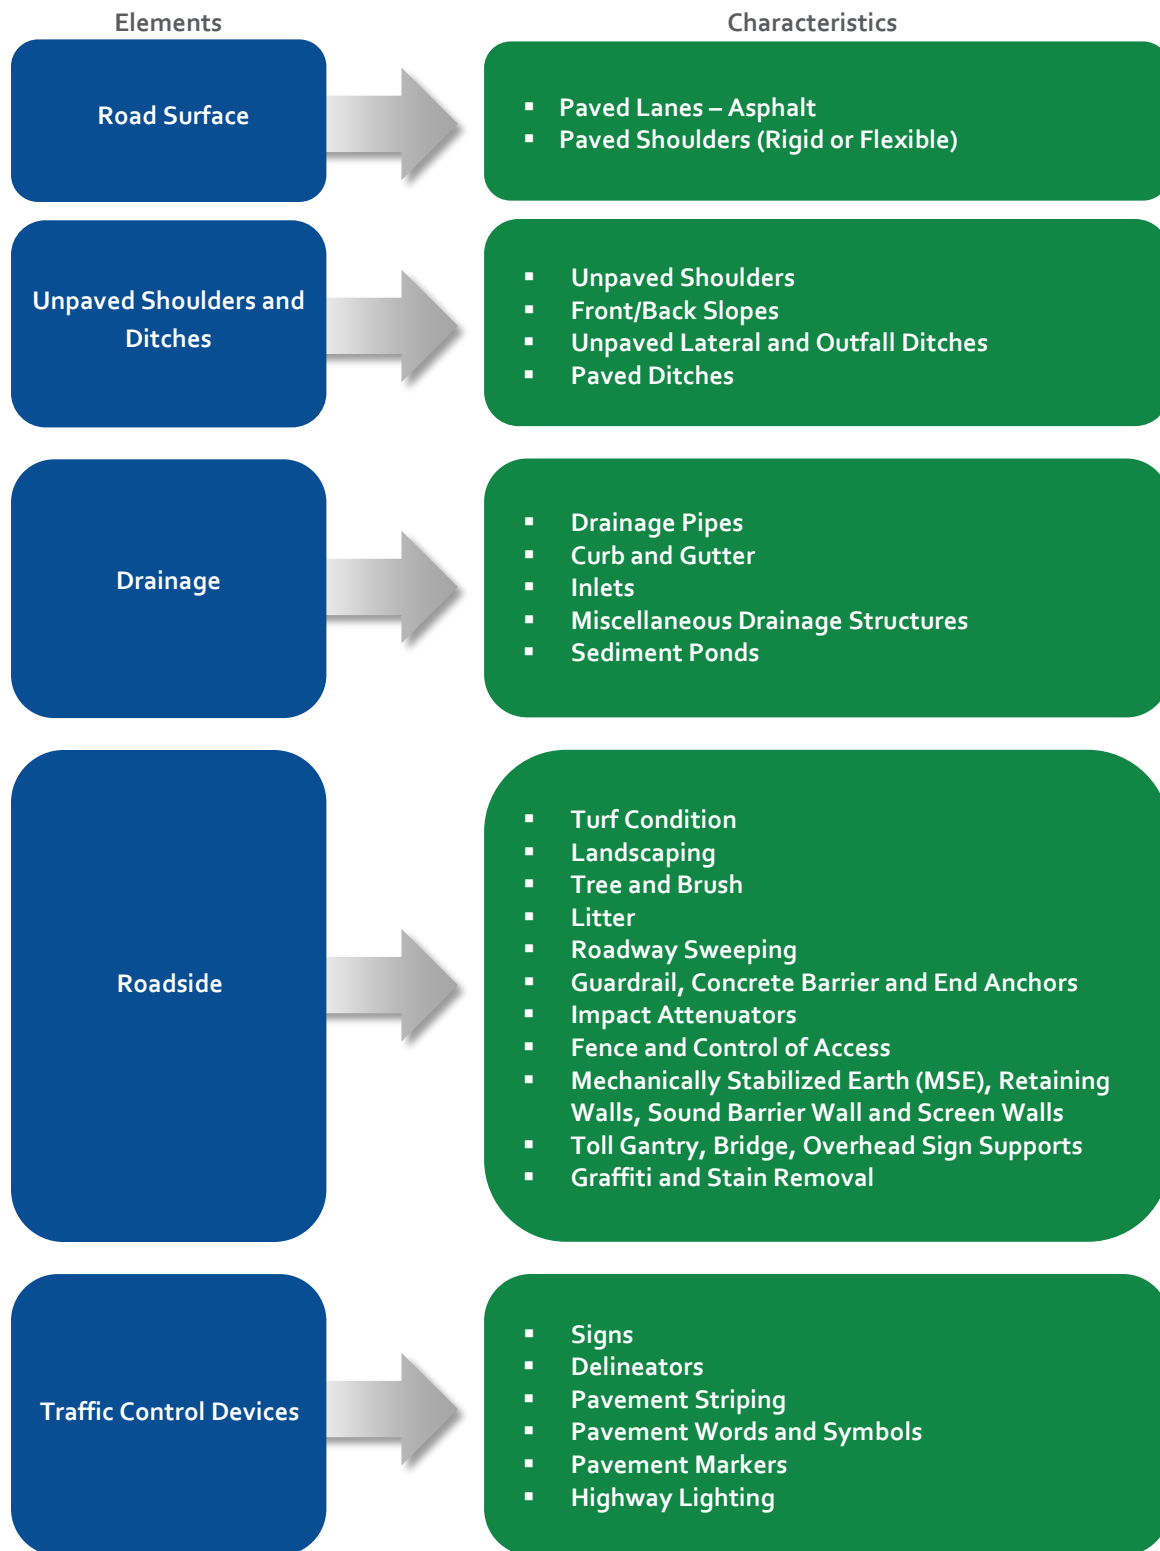 Elements
Characteristics
Road Surface
▪ Paved Lanes – Asphalt
▪ Paved Shoulders (Rigid or Flexible)
Unpaved Shoulders and
Ditches
▪ Unpaved Shoulders
▪ Front/Back Slopes
▪ Unpaved Lateral and Outfall Ditches
▪ Paved Ditches
Drainage
▪ Drainage Pipes
▪ Curb and Gutter
▪ Inlets
▪ Miscellaneous Drainage Structures
▪ Sediment Ponds
Roadside
▪ Turf Condition
▪ Landscaping
▪ Tree and Brush
▪ Litter
▪ Roadway Sweeping
▪ Guardrail, Concrete Barrier and End Anchors
▪ Impact Attenuators
▪ Fence and Control of Access
▪ Mechanically Stabilized Earth (MSE), Retaining
Walls, Sound Barrier Wall and Screen Walls
▪ Toll Gantry, Bridge, Overhead Sign Supports
▪ Graffiti and Stain Removal
Traffic Control Devices
▪ Signs
▪ Delineators
▪ Pavement Striping
▪ Pavement Words and Symbols
▪ Pavement Markers
▪ Highway Lighting